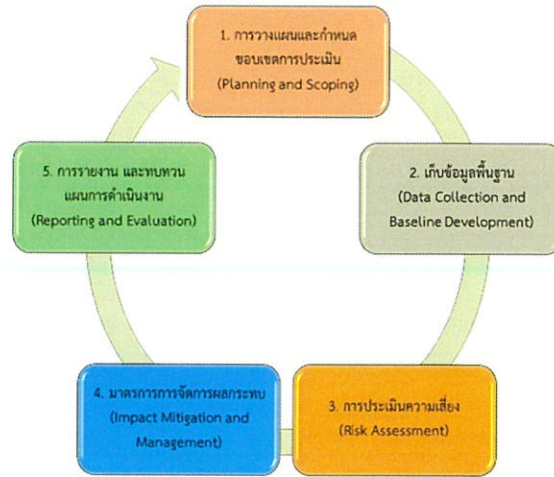 1. การวางแผนและกำหนด
ขอบเขตการประเมิน
(Planning and Scoping)
2. เก็บข้อมูลพื้นฐาน
(Data Collection and
Baseline Development)
3. การประเมินความเสี่ยง
(Risk Assessment)
4. มาตรการการจัดการผลกระทบ
(Impact Mitigation and
Management)
5. การรายงาน และทบทวน
แผนการดำเนินงาน
(Reporting and Evaluation)